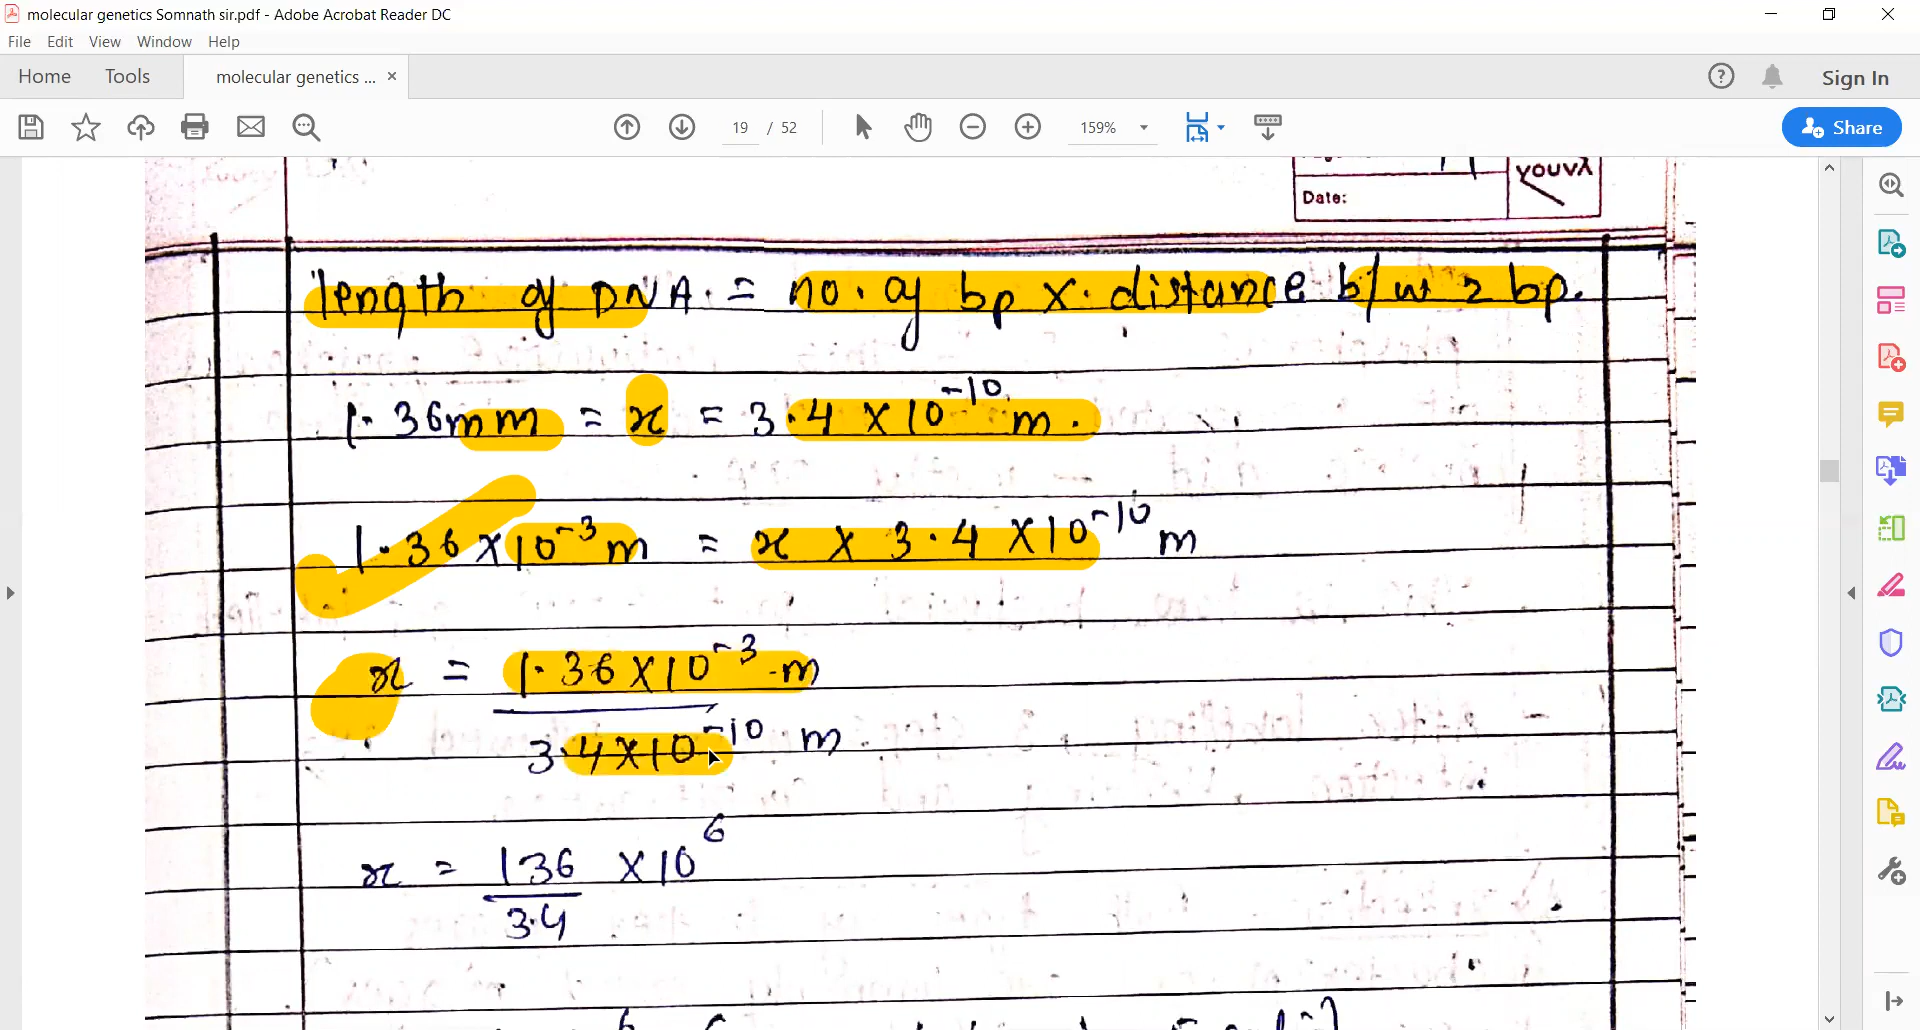 molecular genetics Somnath sir.pdf - Adobe Acrobat Reader DC
File Edit View Window Help
Home Tools molecular genetics ... × Sign In
19 / 52 159% Share
YOUVA
Date:
length of DNA. = no. of bp x. distance b/w 2 bp.
1.36mm = x = 3.4 x 10⁻¹⁰ m.
1.36 x 10⁻³ m = x x 3.4 x 10⁻¹⁰ m
x = 1.36 x 10⁻³ m
3.4 x 10⁻¹⁰ m
x = 136 x 10⁶
3.4